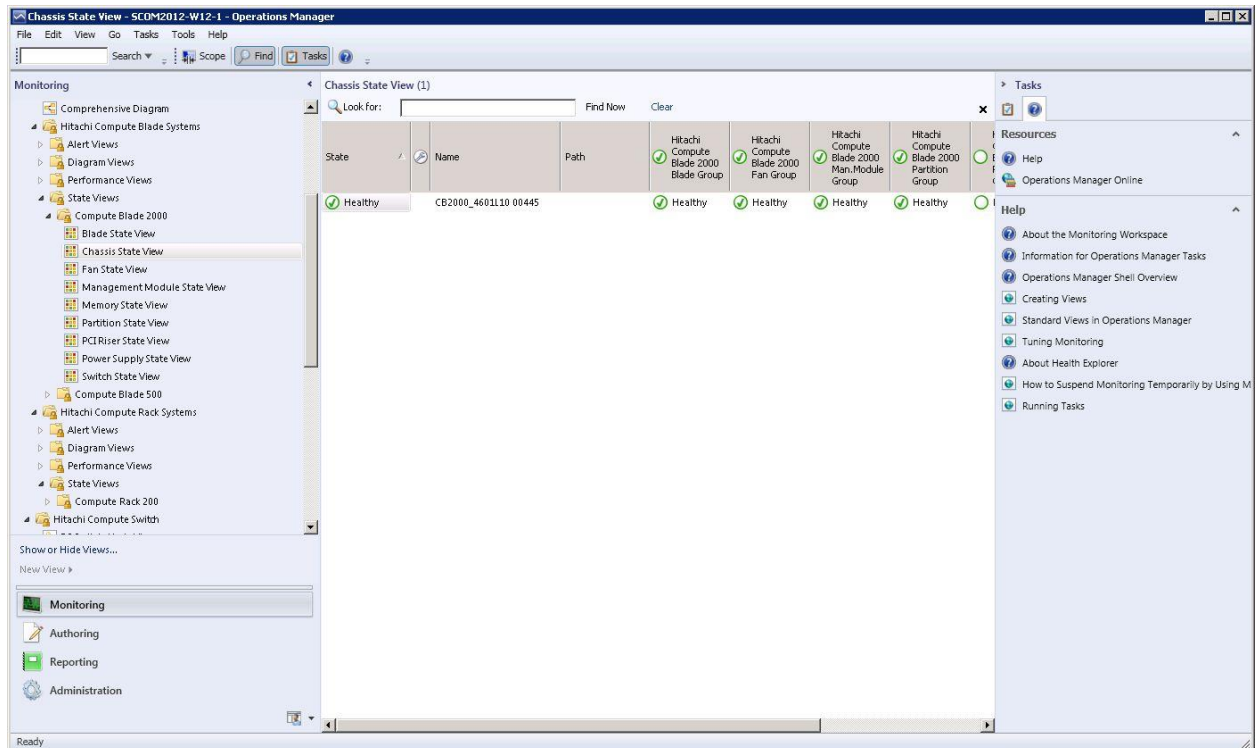 Chassis State View - SCOM2012-W12-1 - Operations Manager
File Edit View Go Tasks Tools Help
Search Scope Find Tasks
Monitoring
Comprehensive Diagram
Hitachi Compute Blade Systems
Alert Views
Diagram Views
Performance Views
State Views
Compute Blade 2000
Blade State View
Chassis State View
Fan State View
Management Module State View
Memory State View
Partition State View
PCI Riser State View
Power Supply State View
Switch State View
Compute Blade 500
Hitachi Compute Rack Systems
Alert Views
Diagram Views
Performance Views
State Views
Compute Rack 200
Hitachi Compute Switch
Show or Hide Views...
New View
Monitoring
Authoring
Reporting
Administration
Chassis State View (1)
Look for: Find Now Clear
State
Name
Path
Hitachi
Compute
Blade 2000
Blade Group
Hitachi
Compute
Blade 2000
Fan Group
Hitachi
Compute
Blade 2000
Man.Module
Group
Hitachi
Compute
Blade 2000
Partition
Group
Healthy CB2000_4601L10 00445 Healthy Healthy Healthy Healthy
Tasks
Resources
Help
Operations Manager Online
Help
About the Monitoring Workspace
Information for Operations Manager Tasks
Operations Manager Shell Overview
Creating Views
Standard Views in Operations Manager
Tuning Monitoring
About Health Explorer
How to Suspend Monitoring Temporarily by Using M
Running Tasks
Ready